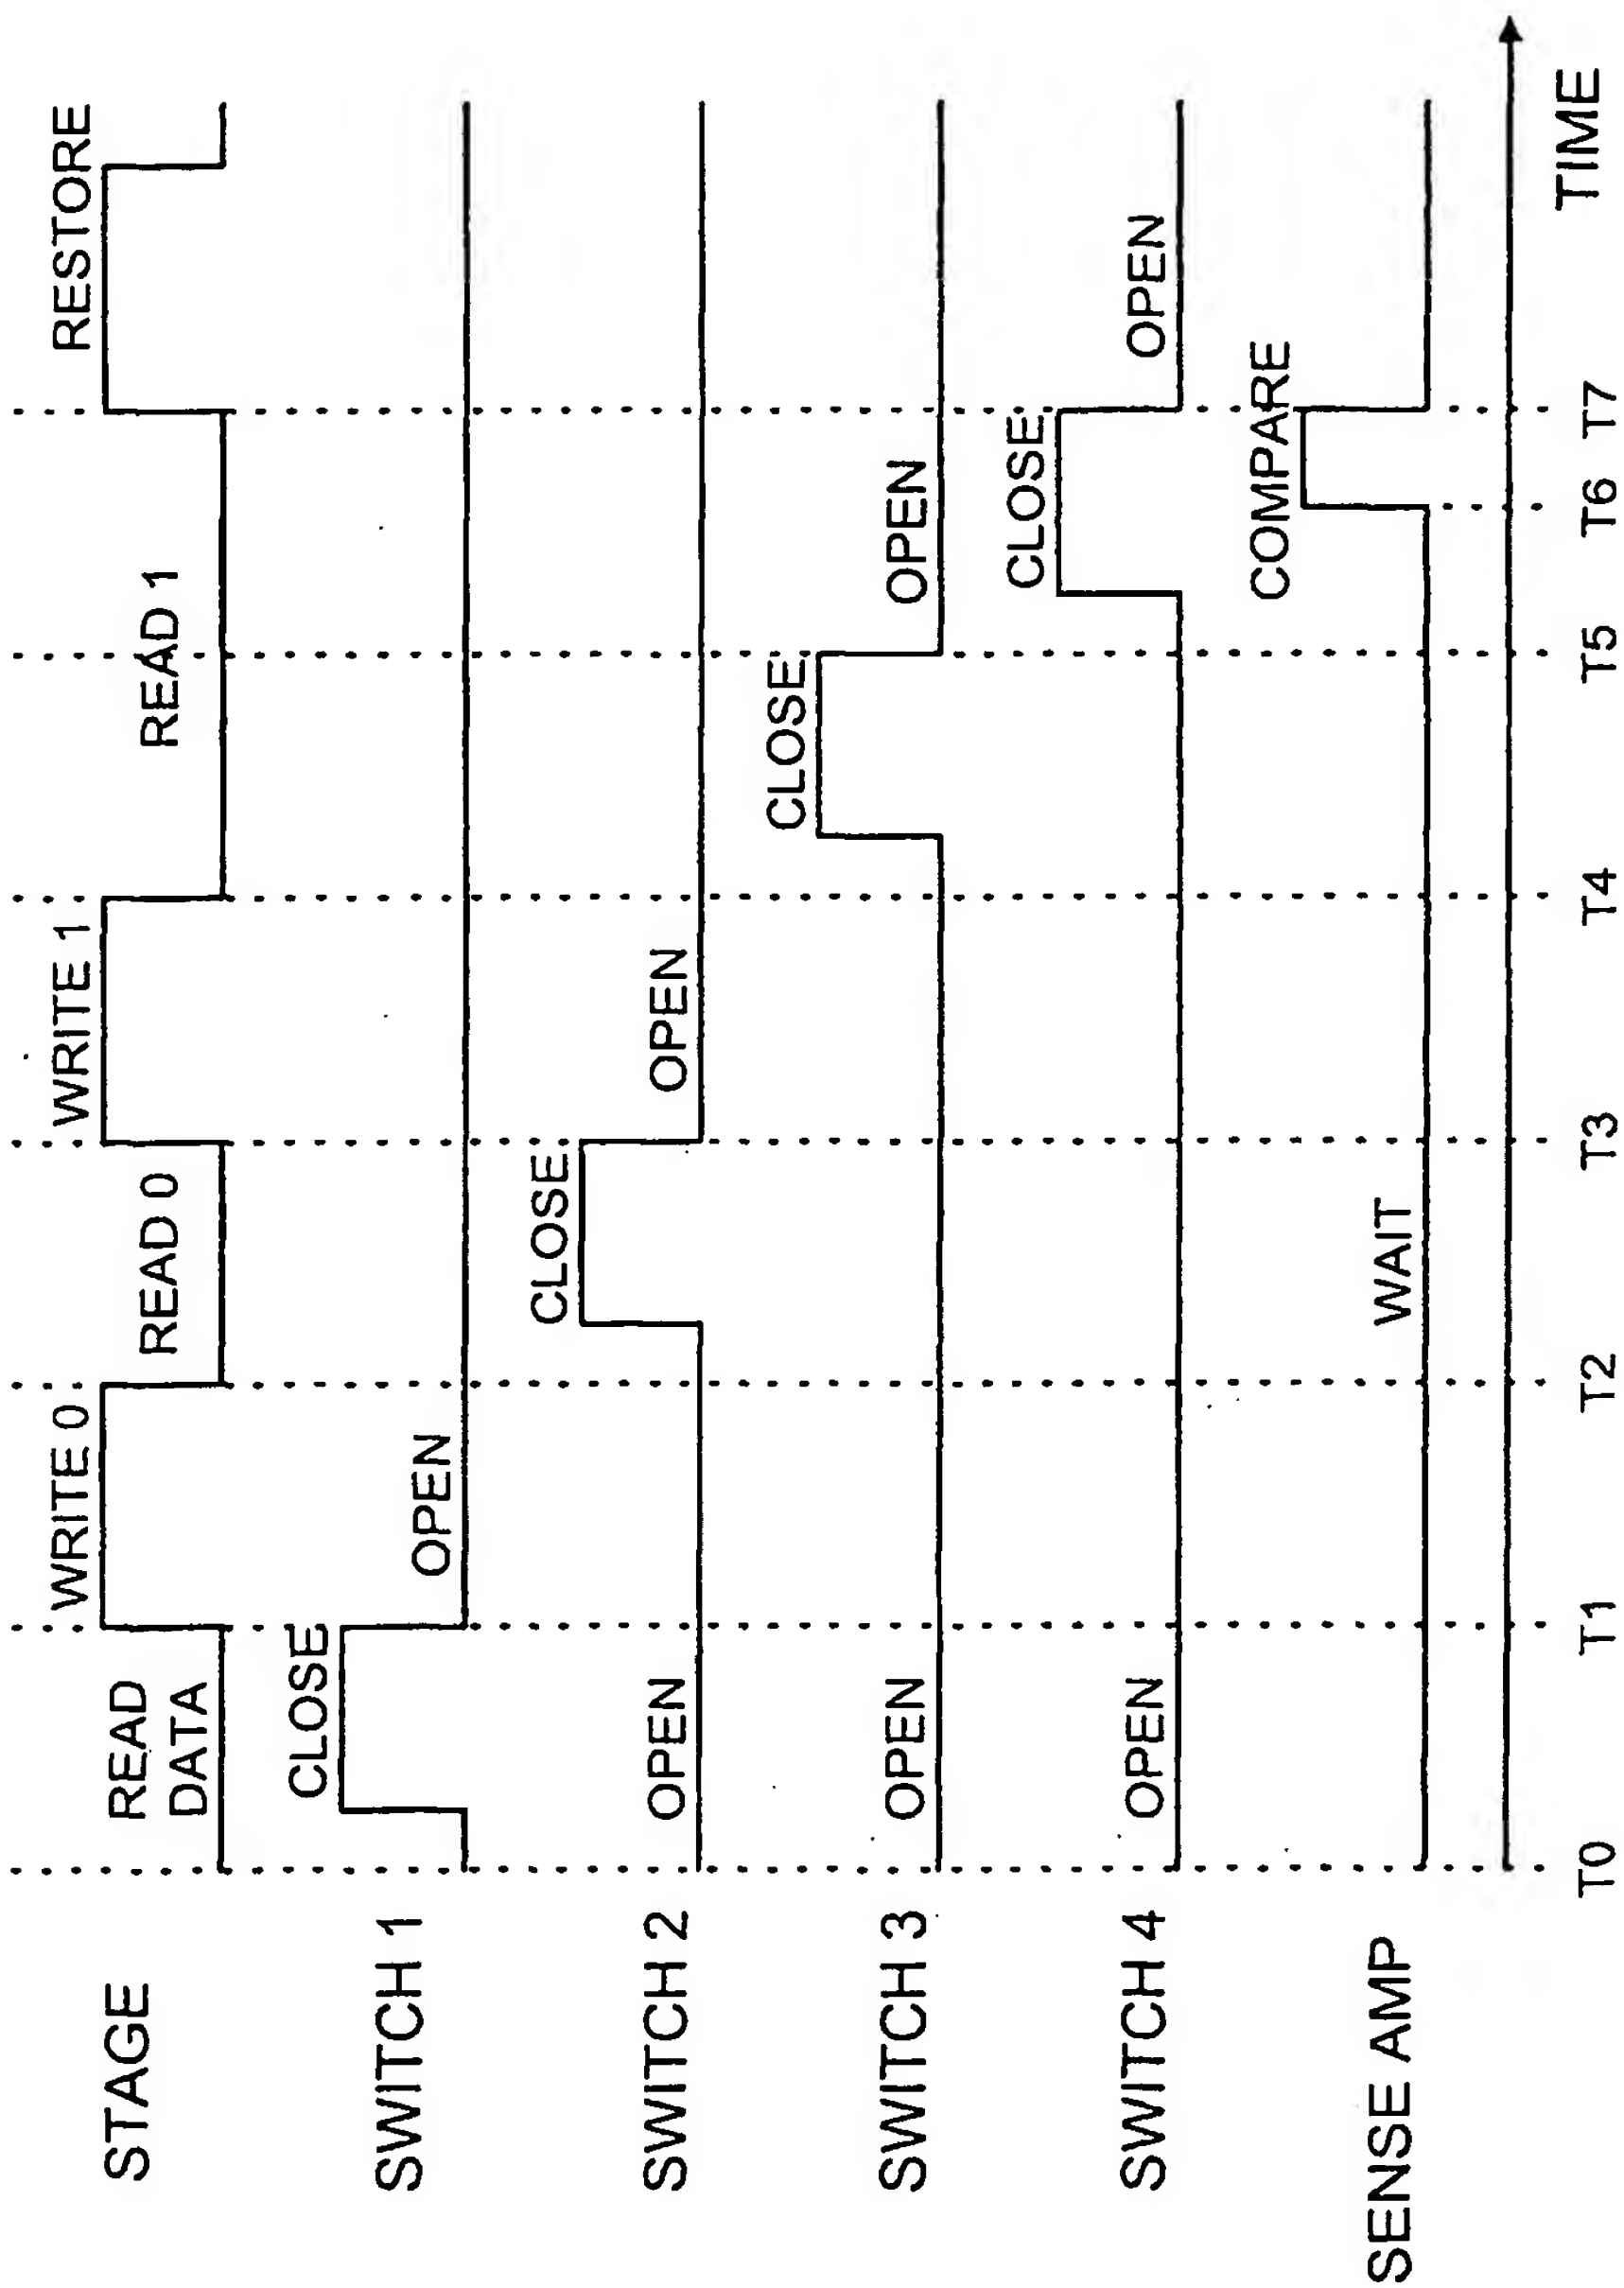 STAGE
READ
DATA
WRITE 0
READ 0
WRITE 1
READ 1
RESTORE
SWITCH 1
CLOSE
OPEN
SWITCH 2
OPEN
CLOSE
OPEN
SWITCH 3
OPEN
CLOSE
OPEN
SWITCH 4
OPEN
CLOSE
OPEN
SENSE AMP
WAIT
COMPARE
T0
T1
T2
T3
T4
T5
T6
T7
TIME